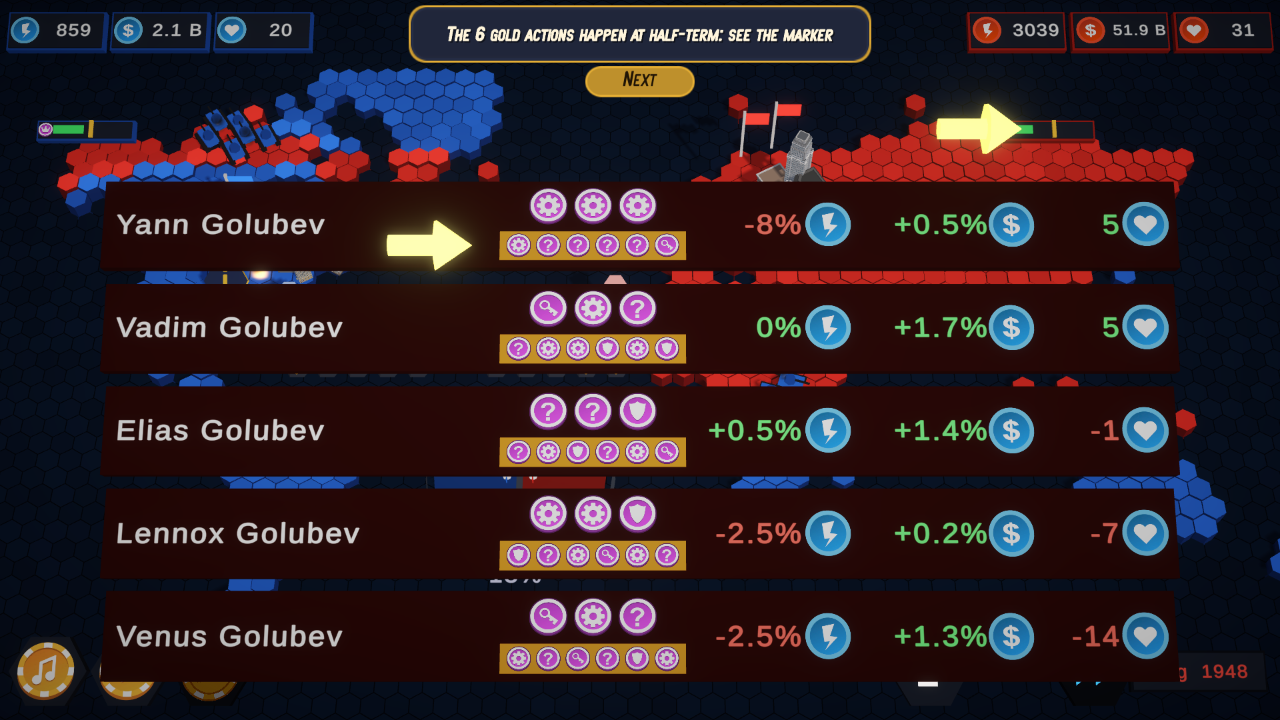 859 2.1 B 20
The 6 gold actions happen at half-term: see the marker
3039 51.9 B 31
Next
Yann Golubev -8% +0.5% $ 5
Vadim Golubev 0% +1.7% $ 5
Elias Golubev +0.5% +1.4% $ -1
Lennox Golubev -2.5% +0.2% $ -7
Venus Golubev -2.5% +1.3% $ -14
1948